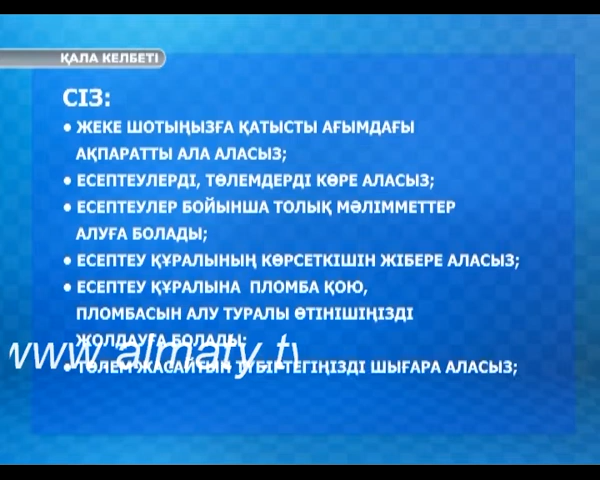 ҚАЛА КЕЛБЕТІ
СІЗ:
• ЖЕКЕ ШОТЫҢЫЗҒА ҚАТЫСТЫ АҒЫМДАҒЫ
АҚПАРАТТЫ АЛА АЛАСЫЗ;
• ЕСЕПТЕУЛЕРДІ, ТӨЛЕМДЕРДІ КӨРЕ АЛАСЫЗ;
• ЕСЕПТЕУЛЕР БОЙЫНША ТОЛЫҚ МӘЛІММЕТТЕР
АЛУҒА БОЛАДЫ;
• ЕСЕПТЕУ ҚҰРАЛЫНЫҢ КӨРСЕТКІШІН ЖІБЕРЕ АЛАСЫЗ;
• ЕСЕПТЕУ ҚҰРАЛЫНА ПЛОМБА ҚОЮ,
ПЛОМБАСЫН АЛУ ТУРАЛЫ ӨТІНІШІҢІЗДІ
ЖОЛДАУҒА БОЛАДЫ;
www.almaty.tv
• ТӨЛЕМ ЖАСАЙТЫН ТҮБІРТЕГІҢІЗДІ ШЫҒАРА АЛАСЫЗ;